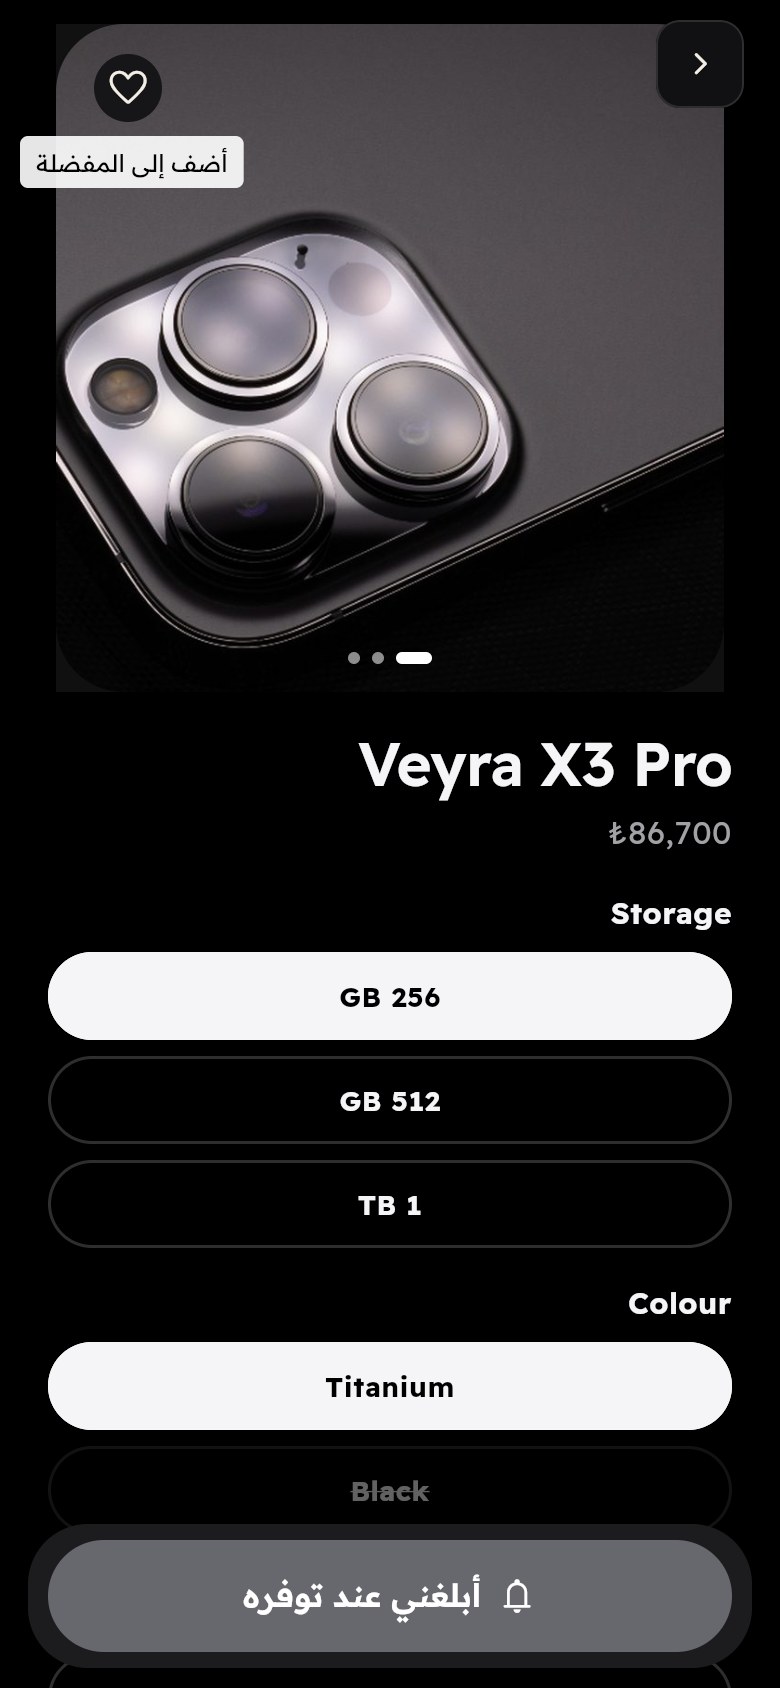 أضف إلى المفضلة
Veyra X3 Pro
₺86,700
Storage
GB 256
GB 512
TB 1
Colour
Titanium
Black
أبلغني عند توفره